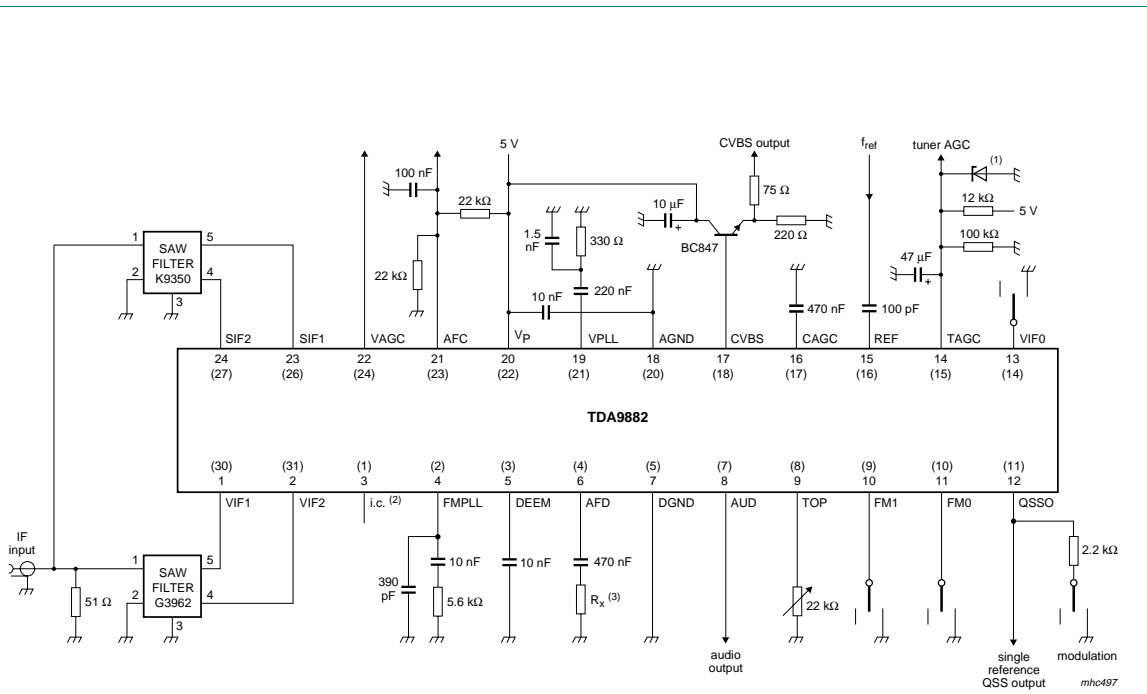 5 V
CVBS output
fref
tuner AGC
(1)
100 nF
22 kΩ
10 μF
+
75 Ω
12 kΩ
5 V
1.5
nF
330 Ω
BC847
220 Ω
100 kΩ
1
5
SAW
FILTER
K9350
2
4
3
22 kΩ
10 nF
220 nF
47 μF
+
470 nF
100 pF
SIF2
SIF1
VAGC
AFC
VP
VPLL
AGND
CVBS
CAGC
REF
TAGC
VIF0
24
23
22
21
20
19
18
17
16
15
14
13
(27)
(26)
(24)
(23)
(22)
(21)
(20)
(18)
(17)
(16)
(15)
(14)
TDA9882
(30)
(31)
(1)
(2)
(3)
(4)
(5)
(7)
(8)
(9)
(10)
(11)
1
2
3
4
5
6
7
8
9
10
11
12
VIF1
VIF2
i.c. (2)
FMPLL
DEEM
AFD
DGND
AUD
TOP
FM1
FM0
QSSO
IF
input
51 Ω
1
5
SAW
FILTER
G3962
2
4
3
390
pF
10 nF
5.6 kΩ
10 nF
470 nF
Rx (3)
22 kΩ
2.2 kΩ
audio
output
single
reference
QSS output
modulation
mhc497